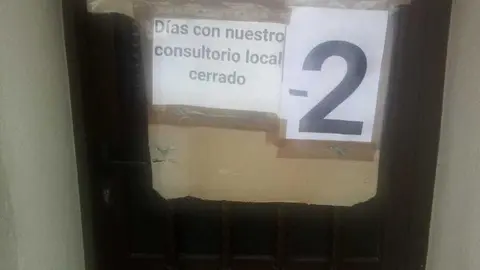 Días con nuestro
consultorio local
cerrado
-2